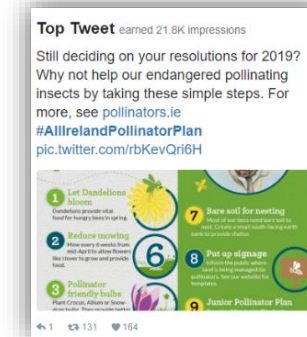 Top Tweet earned 21.8K impressions
Still deciding on your resolutions for 2019?
Why not help our endangered pollinating
insects by taking these simple steps. For
more, see pollinators.ie
#AllIrelandPollinatorPlan
pic.twitter.com/rbKevQri6H
1 Let Dandelions
bloom
Dandelions provide vital
food for hungry bees in spring.
2 Reduce mowing
Mow every 6 weeks from
mid-April to allow flowers
like clover to grow and provide
food.
3 Pollinator
friendly bulbs
Plant Crocus, Allium or Snow-
6
7 Bare soil for nesting
Most of our bees need bare soil to
nest. Create a small south-facing earth
bank to provide shelter.
8 Put up signage
Inform the public where
land is being managed for
pollinators. See our website for
templates.
9 Junior Pollinator Plan
1 131 164